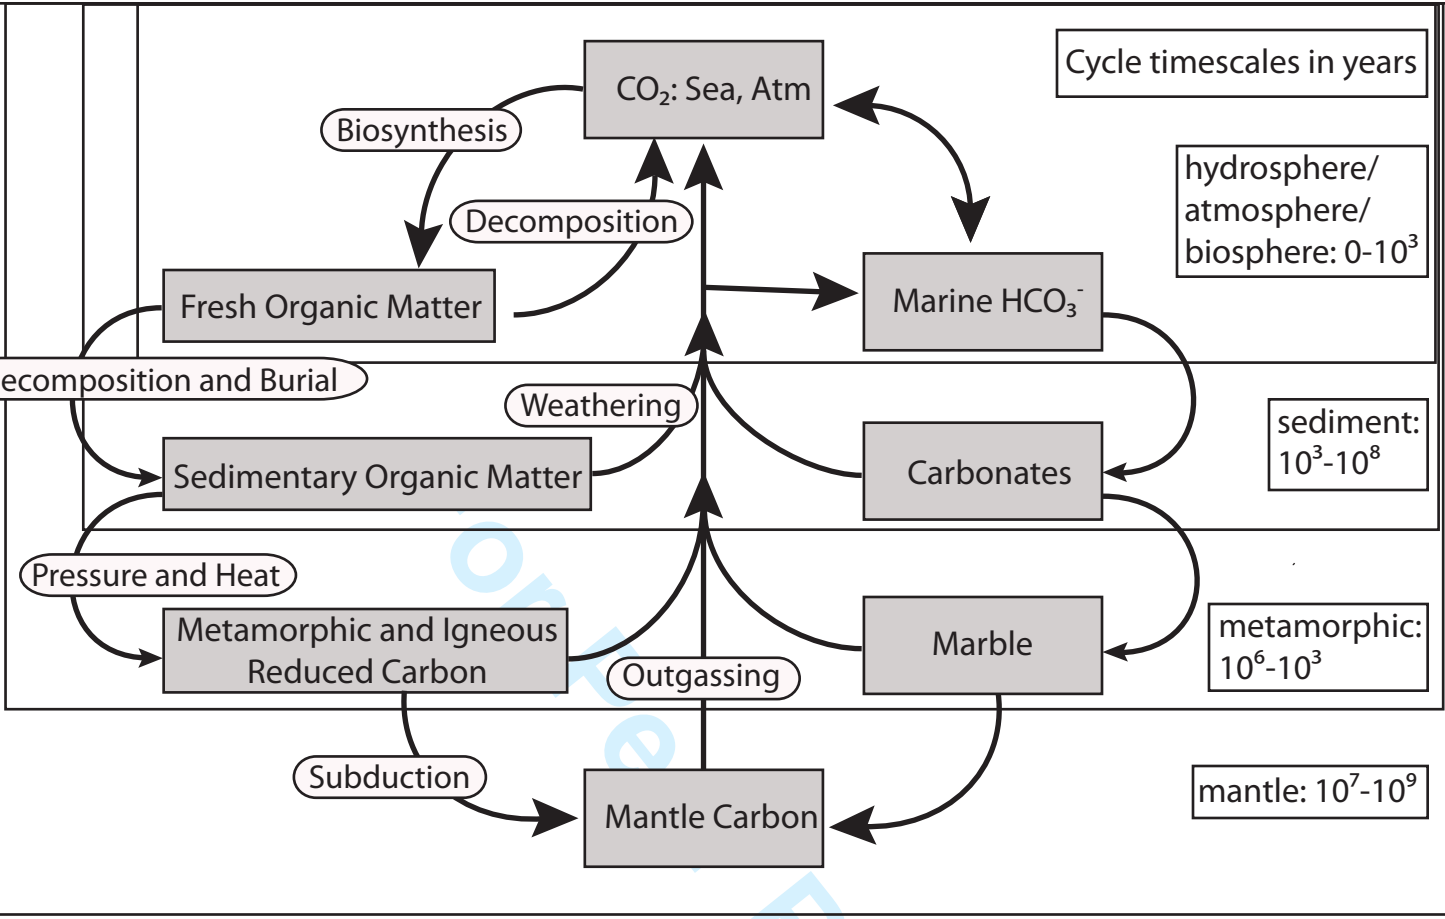 CO₂: Sea, Atm
Cycle timescales in years
Biosynthesis
hydrosphere/
atmosphere/
biosphere: 0-10³
Decomposition
Fresh Organic Matter
Marine HCO₃⁻
ecomposition and Burial
Weathering
sediment:
10³-10⁸
Sedimentary Organic Matter
Carbonates
Pressure and Heat
Metamorphic and Igneous
Reduced Carbon
Marble
metamorphic:
10⁶-10³
Outgassing
Subduction
Mantle Carbon
mantle: 10⁷-10⁹